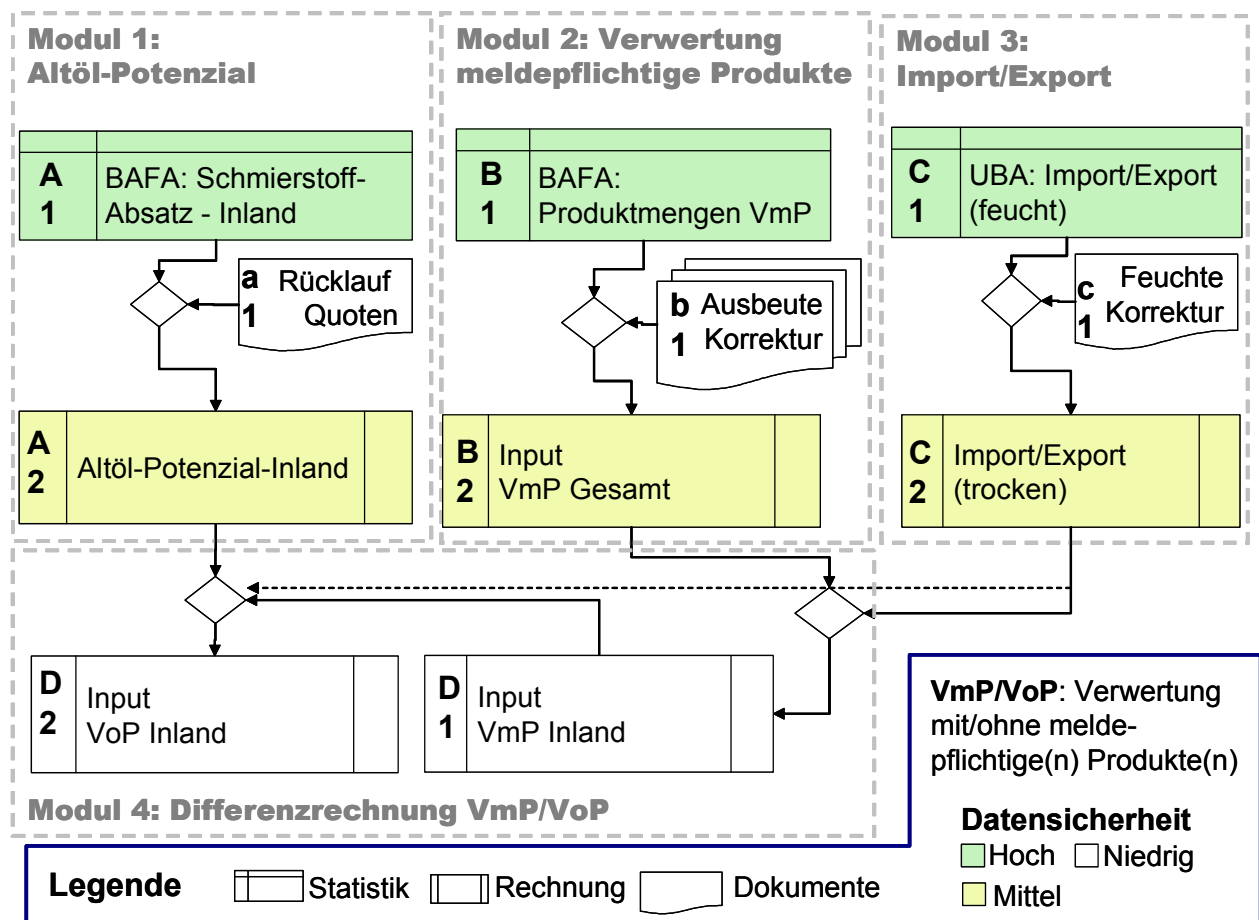 Modul 1:
Altöl-Potenzial
A
1
BAFA: Schmierstoff-
Absatz - Inland
a
1
Rücklauf
Quoten
A
2
Altöl-Potenzial-Inland
Modul 2: Verwertung
meldepflichtige Produkte
B
1
BAFA:
Produktmengen VmP
b
1
Ausbeute
Korrektur
B
2
Input
VmP Gesamt
Modul 3:
Import/Export
C
1
UBA: Import/Export
(feucht)
c
1
Feuchte
Korrektur
C
2
Import/Export
(trocken)
D
2
Input
VoP Inland
D
1
Input
VmP Inland
Modul 4: Differenzrechnung VmP/VoP
VmP/VoP: Verwertung
mit/ohne melde-
pflichtige(n) Produkte(n)
Datensicherheit
Hoch Niedrig
Mittel
Legende Statistik Rechnung Dokumente